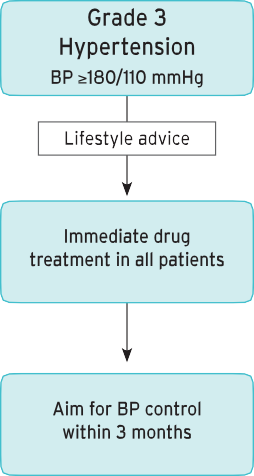 Grade 3
Hypertension
BP ≥180/110 mmHg
Lifestyle advice
Immediate drug
treatment in all patients
Aim for BP control
within 3 months